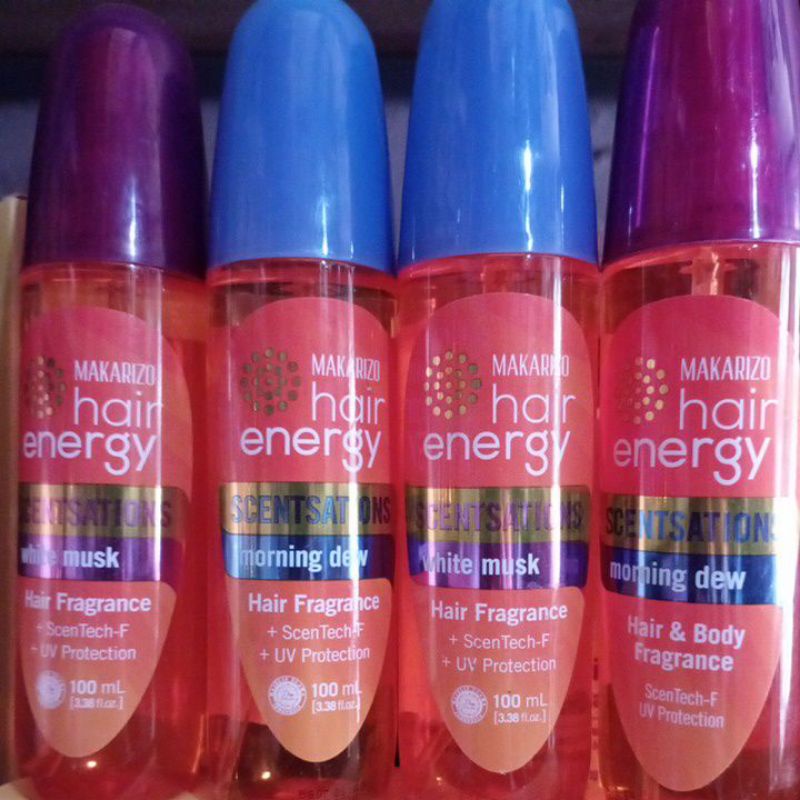 MAKARIZO
hair
energy
SCENTSATIONS
white musk
Hair Fragrance
+ ScenTech-F
+ UV Protection
100 mL
[3.38 fl.oz.]
MAKARIZO
hair
energy
SCENTSATIONS
morning dew
Hair Fragrance
+ ScenTech-F
+ UV Protection
100 mL
[3.38 fl.oz.]
MAKARIZO
hair
energy
SCENTSATIONS
white musk
Hair Fragrance
+ ScenTech-F
+ UV Protection
100 mL
[3.38 fl.oz.]
MAKARIZO
hair
energy
SCENTSATIONS
morning dew
Hair & Body
Fragrance
ScenTech-F
UV Protection